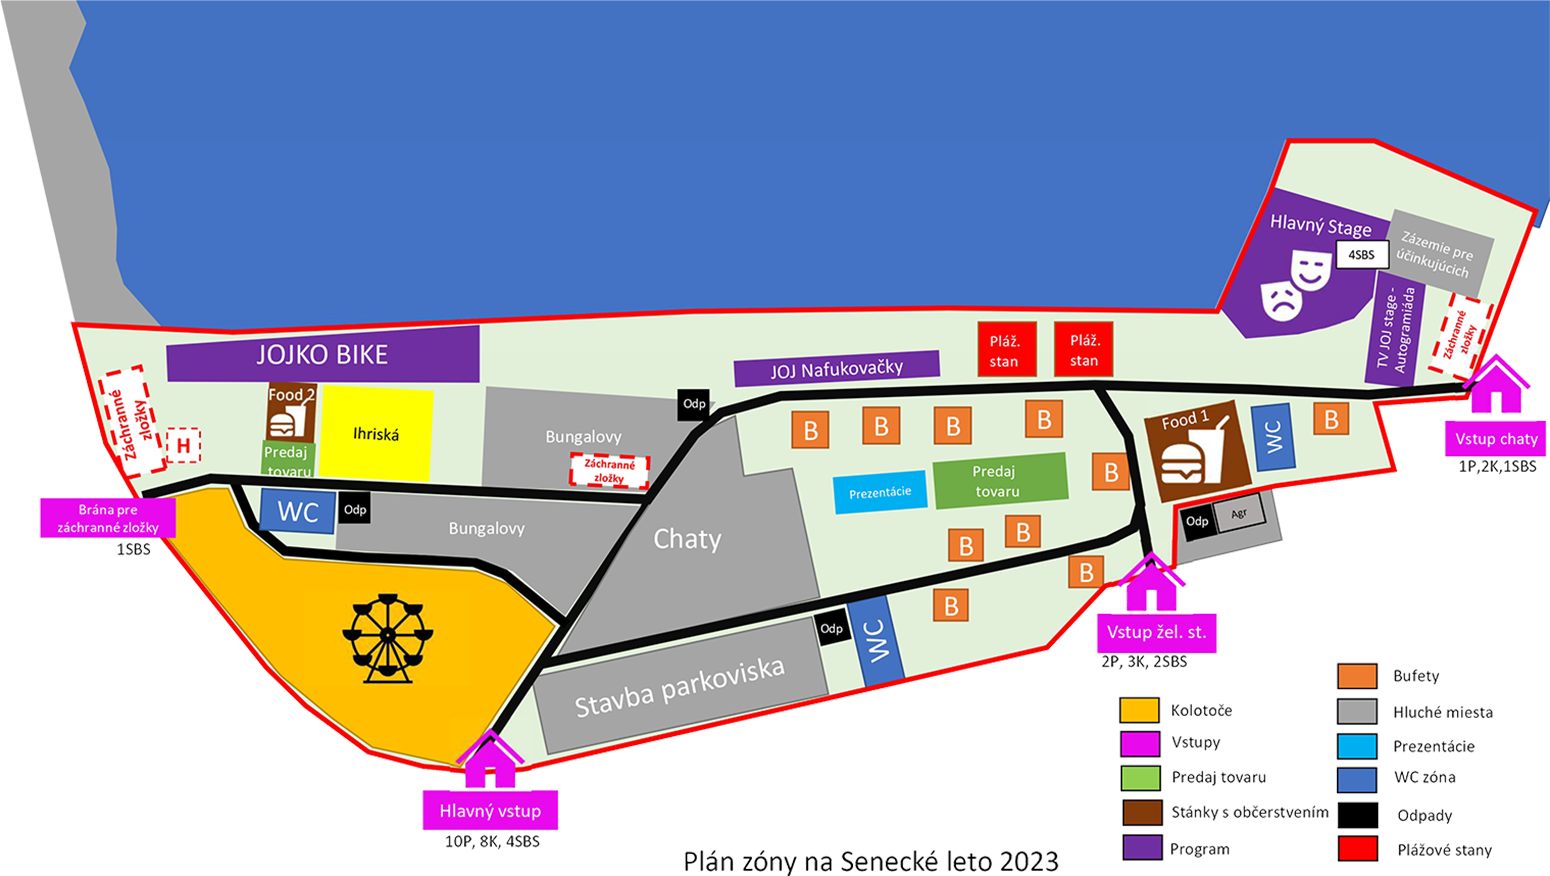 Hlavný Stage
4SBS
Zázemie pre
účinkujúcich
TV JOJ stage -
Autogramiáda
Záchranné
zložky
JOJKO BIKE
Pláž.
stan
Pláž.
stan
JOJ Nafukovačky
Záchranné
zložky
H
Food 2
Predaj
tovaru
Ihriská
Bungalovy
Záchranné
zložky
Odp
B
B
B
B
B
Food 1
WC
B
Vstup chaty
1P,2K,1SBS
Prezentácie
Predaj
tovaru
Brána pre
záchranné zložky
1SBS
WC
Odp
Bungalovy
Chaty
B
B
B
B
Odp
Agr
Odp
WC
Stavba parkoviska
Vstup žel. st.
2P, 3K, 2SBS
Hlavný vstup
10P, 8K, 4SBS
Kolotoče
Vstupy
Predaj tovaru
Stánky s občerstvením
Program
Bufety
Hluché miesta
Prezentácie
WC zóna
Odpady
Plážové stany
Plán zóny na Senecké leto 2023